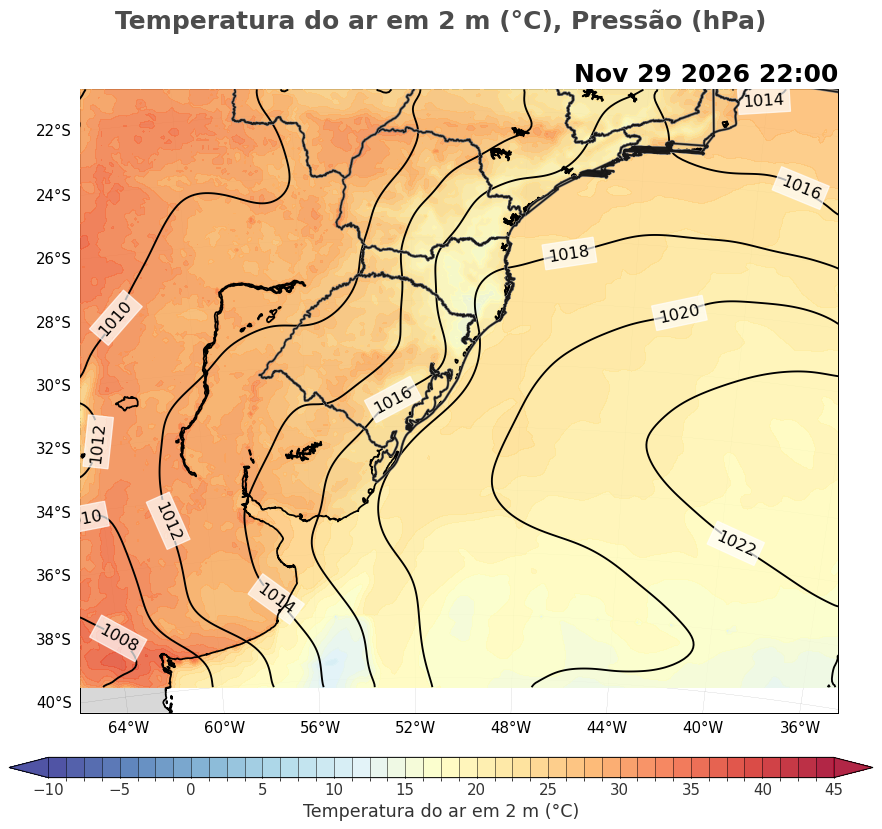 Temperatura do ar em 2 m (°C), Pressão (hPa)
Nov 29 2026 22:00
1014
22°S
1016
24°S
1018
26°S
1010
1020
28°S
30°S
1016
1012
32°S
1012
10
34°S
1022
36°S
1014
1008
38°S
40°S
64°W 60°W 56°W 52°W 48°W 44°W 40°W 36°W
−10 −5 0 5 10 15 20 25 30 35 40 45
Temperatura do ar em 2 m (°C)